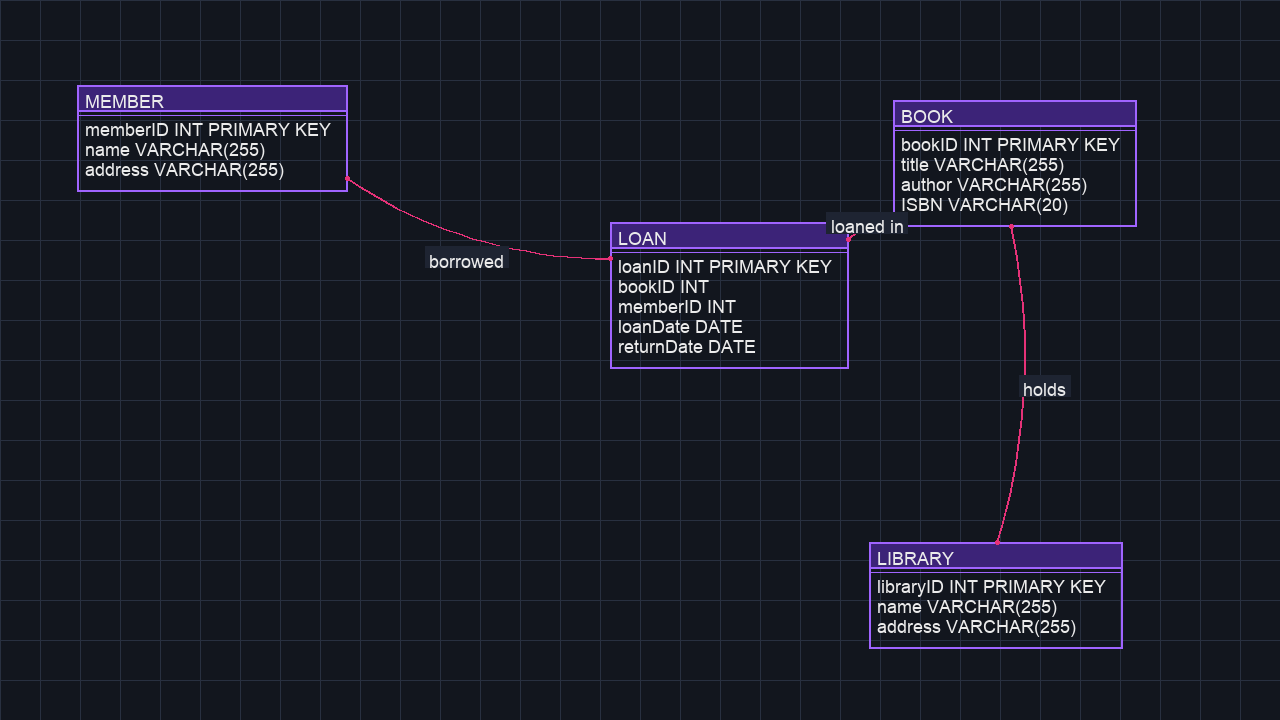 MEMBER
memberID INT PRIMARY KEY
name VARCHAR(255)
address VARCHAR(255)
borrowed
LOAN
loanID INT PRIMARY KEY
bookID INT
memberID INT
loanDate DATE
returnDate DATE
loaned in
BOOK
bookID INT PRIMARY KEY
title VARCHAR(255)
author VARCHAR(255)
ISBN VARCHAR(20)
holds
LIBRARY
libraryID INT PRIMARY KEY
name VARCHAR(255)
address VARCHAR(255)